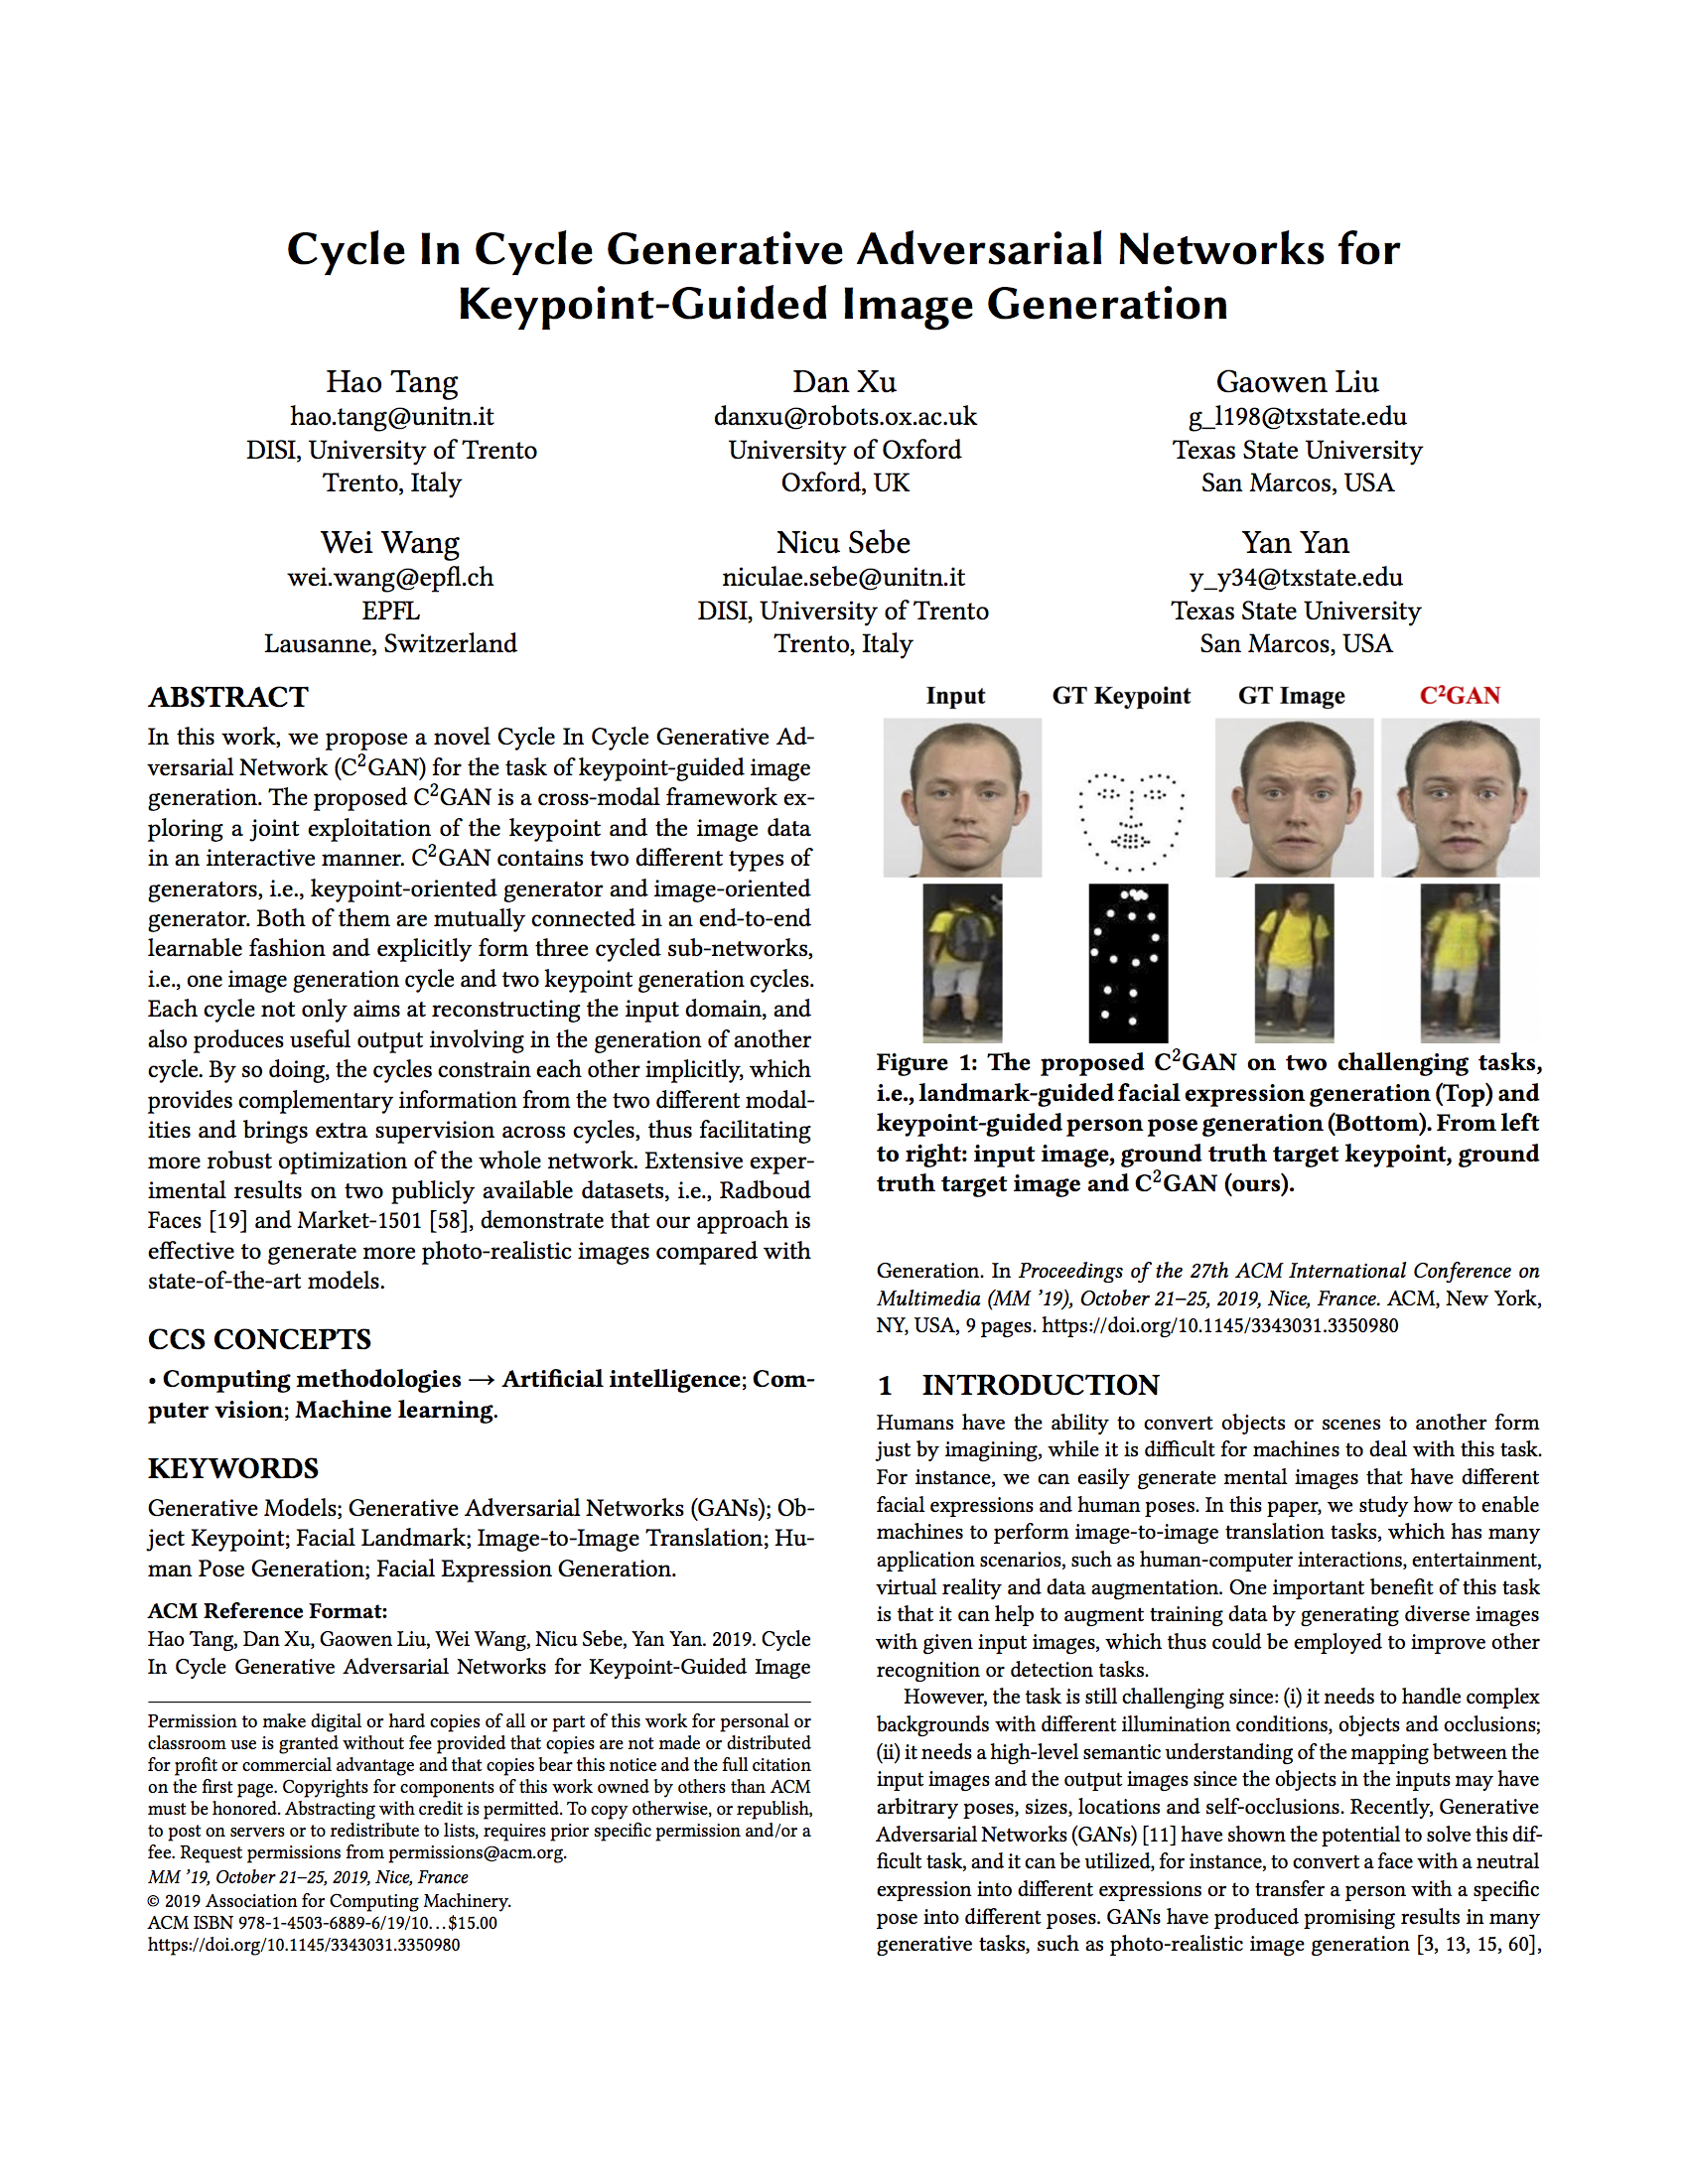 Cycle In Cycle Generative Adversarial Networks for
Keypoint-Guided Image Generation
Hao Tang
hao.tang@unitn.it
DISI, University of Trento
Trento, Italy
Dan Xu
danxu@robots.ox.ac.uk
University of Oxford
Oxford, UK
Gaowen Liu
g_l198@txstate.edu
Texas State University
San Marcos, USA
Wei Wang
wei.wang@epfl.ch
EPFL
Lausanne, Switzerland
Nicu Sebe
niculae.sebe@unitn.it
DISI, University of Trento
Trento, Italy
Yan Yan
y_y34@txstate.edu
Texas State University
San Marcos, USA
ABSTRACT
In this work, we propose a novel Cycle In Cycle Generative Ad-
versarial Network (C²GAN) for the task of keypoint-guided image
generation. The proposed C²GAN is a cross-modal framework ex-
ploring a joint exploitation of the keypoint and the image data
in an interactive manner. C²GAN contains two different types of
generators, i.e., keypoint-oriented generator and image-oriented
generator. Both of them are mutually connected in an end-to-end
learnable fashion and explicitly form three cycled sub-networks,
i.e., one image generation cycle and two keypoint generation cycles.
Each cycle not only aims at reconstructing the input domain, and
also produces useful output involving in the generation of another
cycle. By so doing, the cycles constrain each other implicitly, which
provides complementary information from the two different modal-
ities and brings extra supervision across cycles, thus facilitating
more robust optimization of the whole network. Extensive exper-
imental results on two publicly available datasets, i.e., Radboud
Faces [19] and Market-1501 [58], demonstrate that our approach is
effective to generate more photo-realistic images compared with
state-of-the-art models.
CCS CONCEPTS
• Computing methodologies → Artificial intelligence; Com-
puter vision; Machine learning.
KEYWORDS
Generative Models; Generative Adversarial Networks (GANs); Ob-
ject Keypoint; Facial Landmark; Image-to-Image Translation; Hu-
man Pose Generation; Facial Expression Generation.
ACM Reference Format:
Hao Tang, Dan Xu, Gaowen Liu, Wei Wang, Nicu Sebe, Yan Yan. 2019. Cycle
In Cycle Generative Adversarial Networks for Keypoint-Guided Image
Permission to make digital or hard copies of all or part of this work for personal or
classroom use is granted without fee provided that copies are not made or distributed
for profit or commercial advantage and that copies bear this notice and the full citation
on the first page. Copyrights for components of this work owned by others than ACM
must be honored. Abstracting with credit is permitted. To copy otherwise, or republish,
to post on servers or to redistribute to lists, requires prior specific permission and/or a
fee. Request permissions from permissions@acm.org.
MM ’19, October 21–25, 2019, Nice, France
© 2019 Association for Computing Machinery.
ACM ISBN 978-1-4503-6889-6/19/10...$15.00
https://doi.org/10.1145/3343031.3350980
Input GT Keypoint GT Image C²GAN
Figure 1: The proposed C²GAN on two challenging tasks,
i.e., landmark-guided facial expression generation (Top) and
keypoint-guided person pose generation (Bottom). From left
to right: input image, ground truth target keypoint, ground
truth target image and C²GAN (ours).
Generation. In Proceedings of the 27th ACM International Conference on
Multimedia (MM ’19), October 21–25, 2019, Nice, France. ACM, New York,
NY, USA, 9 pages. https://doi.org/10.1145/3343031.3350980
1 INTRODUCTION
Humans have the ability to convert objects or scenes to another form
just by imagining, while it is difficult for machines to deal with this task.
For instance, we can easily generate mental images that have different
facial expressions and human poses. In this paper, we study how to enable
machines to perform image-to-image translation tasks, which has many
application scenarios, such as human-computer interactions, entertainment,
virtual reality and data augmentation. One important benefit of this task
is that it can help to augment training data by generating diverse images
with given input images, which thus could be employed to improve other
recognition or detection tasks.
However, the task is still challenging since: (i) it needs to handle complex
backgrounds with different illumination conditions, objects and occlusions;
(ii) it needs a high-level semantic understanding of the mapping between the
input images and the output images since the objects in the inputs may have
arbitrary poses, sizes, locations and self-occlusions. Recently, Generative
Adversarial Networks (GANs) [11] have shown the potential to solve this dif-
ficult task, and it can be utilized, for instance, to convert a face with a neutral
expression into different expressions or to transfer a person with a specific
pose into different poses. GANs have produced promising results in many
generative tasks, such as photo-realistic image generation [3, 13, 15, 60],